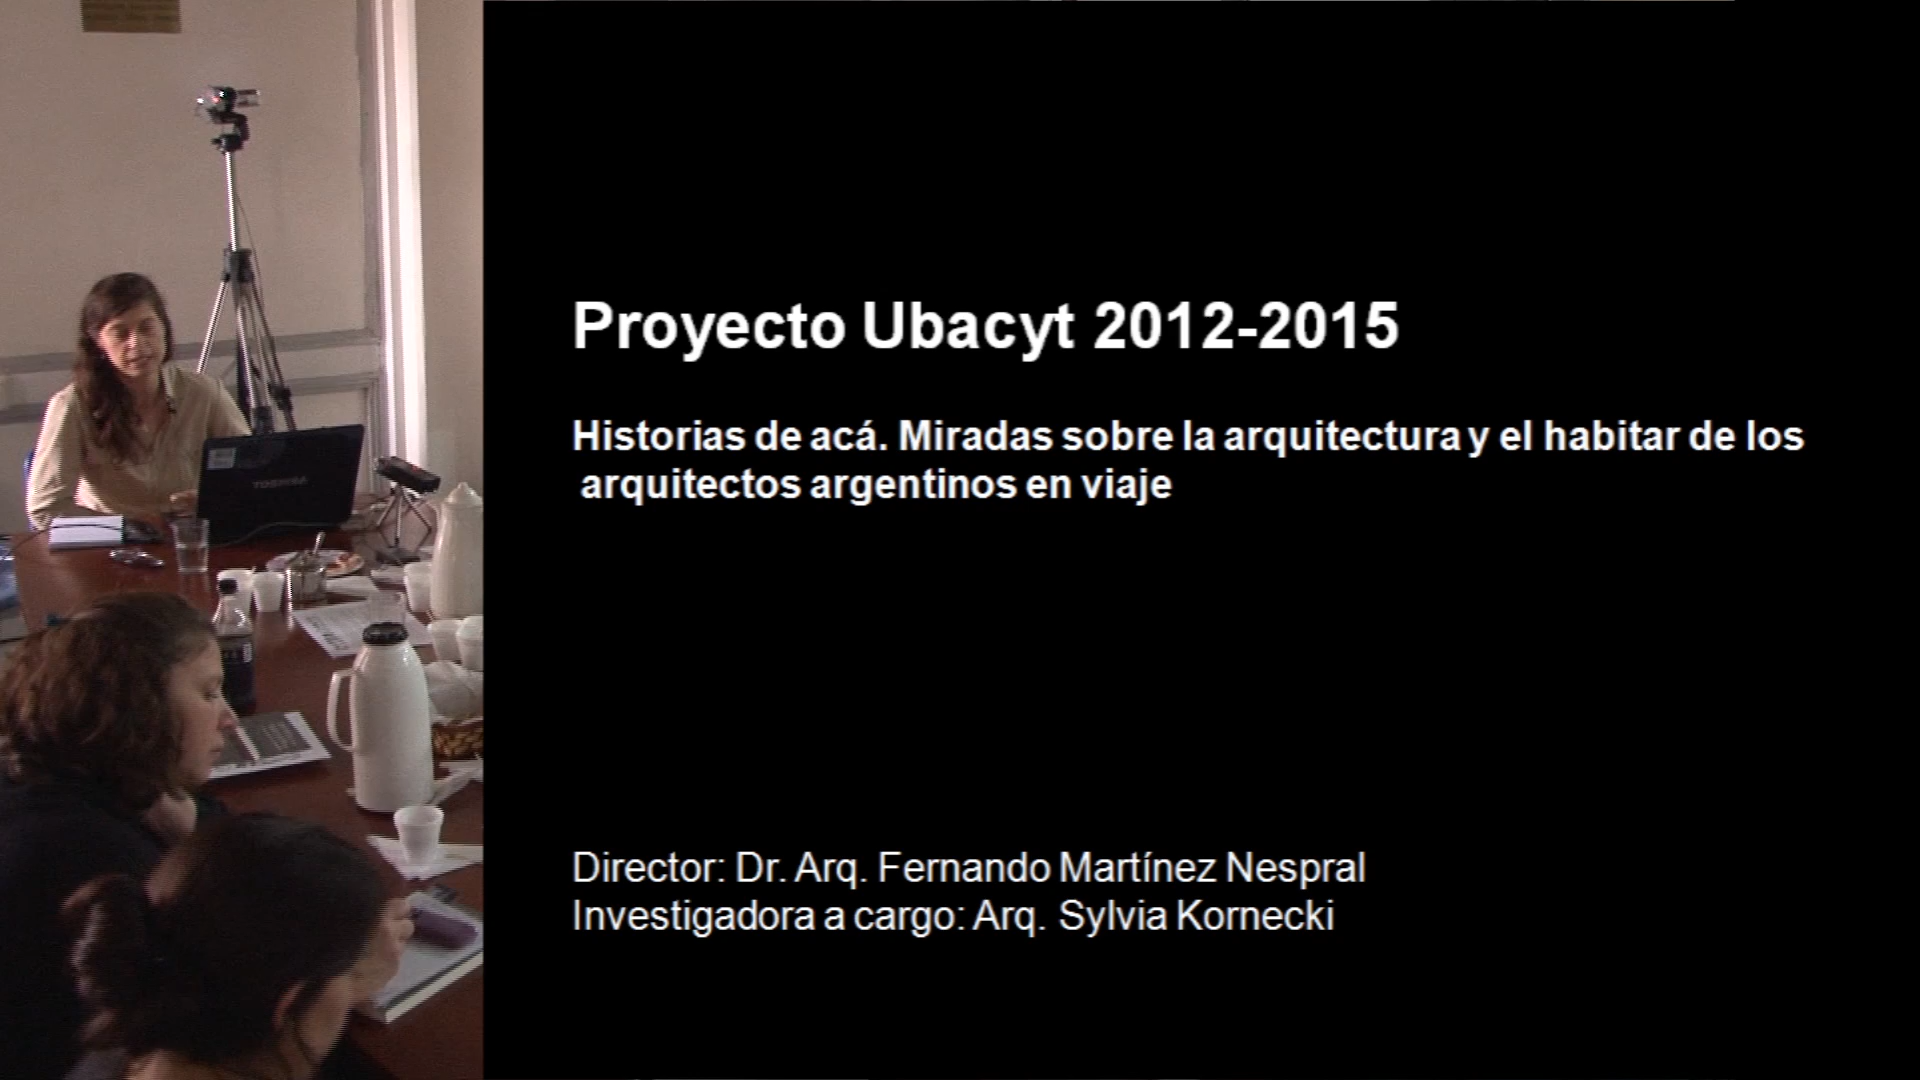 Proyecto Ubacyt 2012-2015
Historias de acá. Miradas sobre la arquitectura y el habitar de los
arquitectos argentinos en viaje
Director: Dr. Arq. Fernando Martínez Nespral
Investigadora a cargo: Arq. Sylvia Kornecki
TOSHIBA